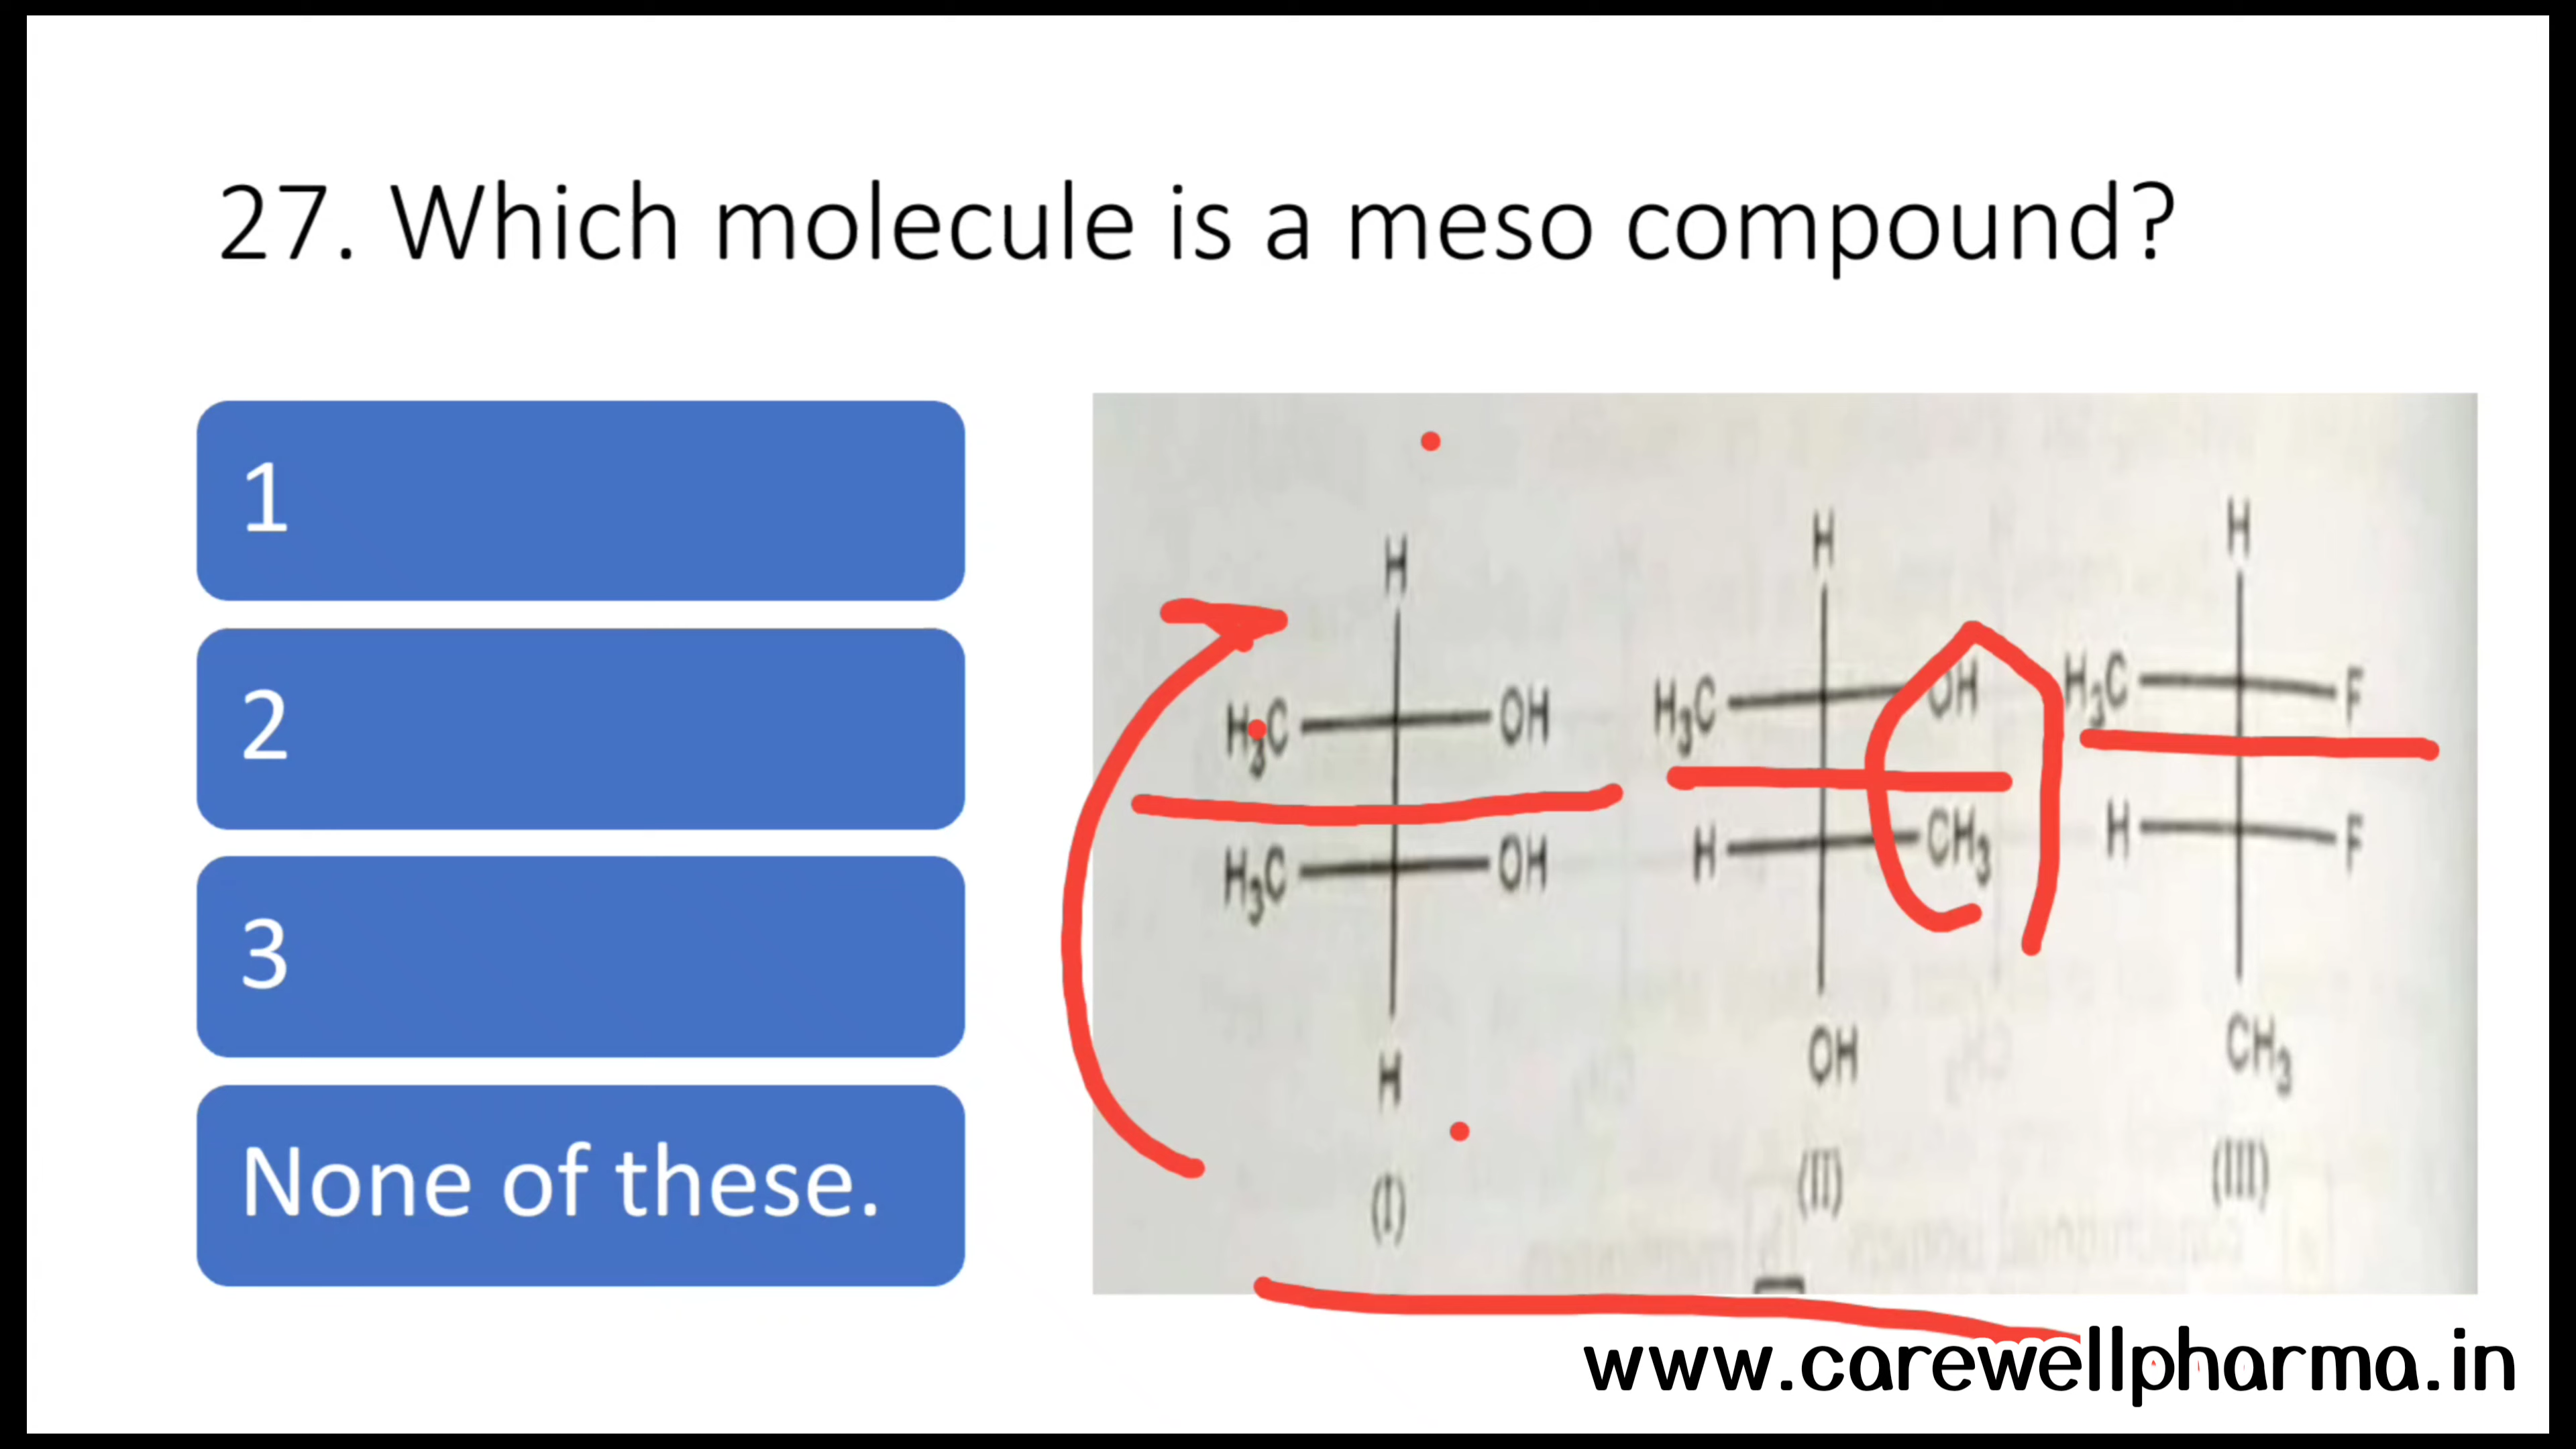 27. Which molecule is a meso compound?
1
2
3
None of these.
H H H
H₃C OH H₃C OH H₃C F
H₃C OH H CH₃ H F
H OH CH₃
(I) (II) (III)
www.carewellpharma.in